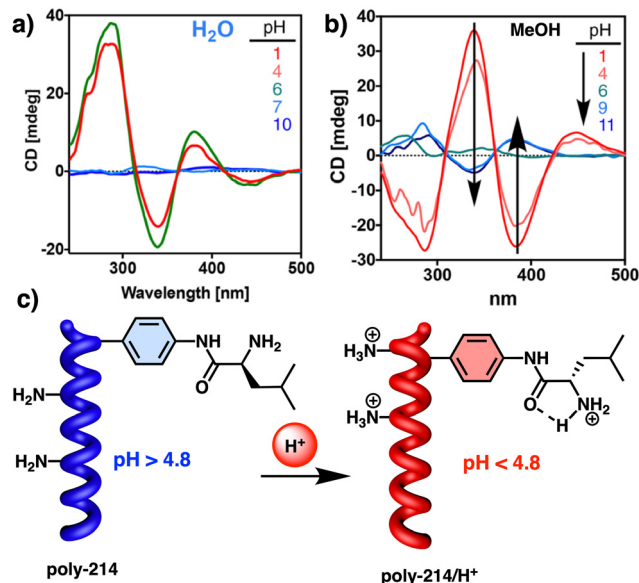 a)
H₂O
pH
1
4
6
7
10
CD [mdeg]
40
20
0
-20
300
400
500
Wavelength [nm]
b)
MeOH
pH
1
4
6
9
11
CD [mdeg]
40
30
20
10
0
-10
-20
-30
300
400
500
nm
c)
NH
NH₂
O
H₂N
H₂N
pH > 4.8
poly-214
H⁺
⊕
H₃N
NH
O
H
NH₂
⊕
⊕
H₃N
pH < 4.8
poly-214/H⁺